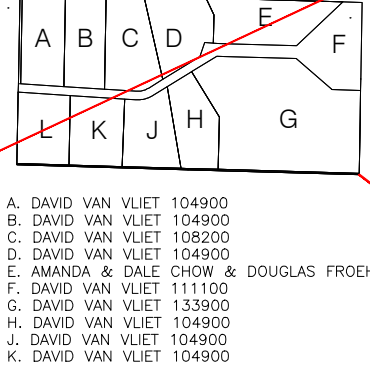 A B C D E F
L K J H G
A. DAVID VAN VLIET 104900
B. DAVID VAN VLIET 104900
C. DAVID VAN VLIET 108200
D. DAVID VAN VLIET 104900
E. AMANDA & DALE CHOW & DOUGLAS FROEH
F. DAVID VAN VLIET 111100
G. DAVID VAN VLIET 133900
H. DAVID VAN VLIET 104900
J. DAVID VAN VLIET 104900
K. DAVID VAN VLIET 104900